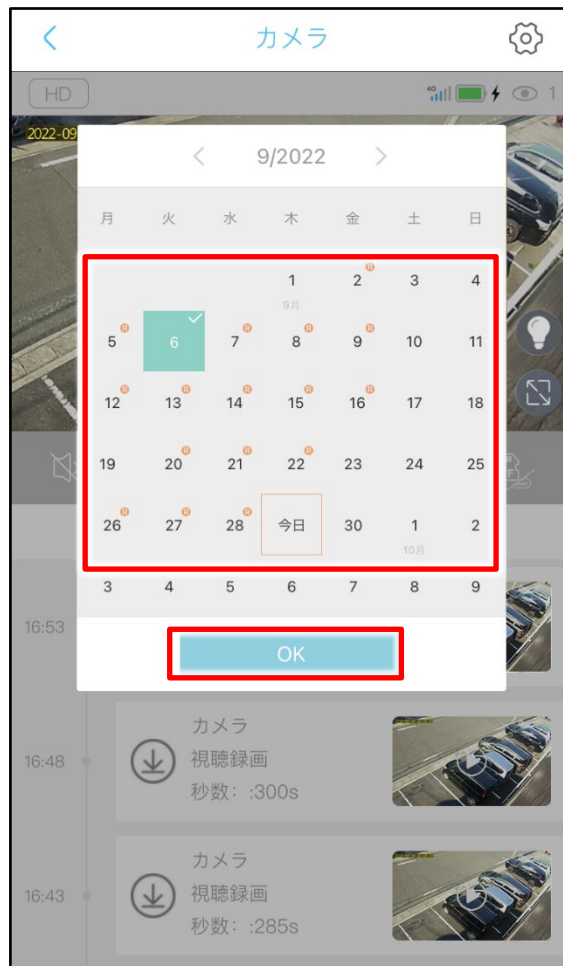 カメラ
HD
4G
1
2022-09
9/2022
月 火 水 木 金 土 日
1 2 R 3 4
9月
5 R 6 7 R 8 R 9 R 10 11
12 R 13 R 14 R 15 R 16 R 17 18
19 20 R 21 R 22 R 23 24 25
26 R 27 R 28 R 今日 30 1 2
10月
3 4 5 6 7 8 9
16:53
OK
カメラ
16:48
視聴録画
秒数: :300s
カメラ
16:43
視聴録画
秒数: :285s